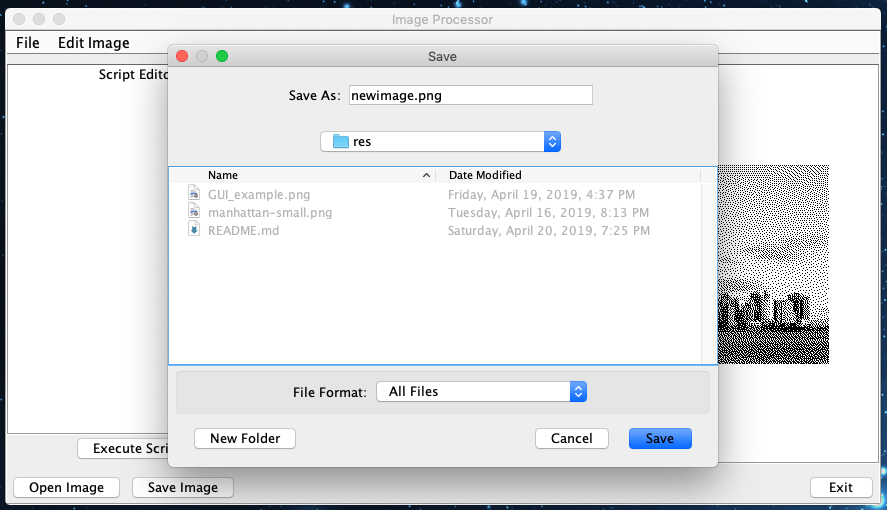 Image Processor
File Edit Image
Save
Script Edito
Save As: newimage.png
res
Name Date Modified
GUI_example.png Friday, April 19, 2019, 4:37 PM
manhattan-small.png Tuesday, April 16, 2019, 8:13 PM
README.md Saturday, April 20, 2019, 7:25 PM
File Format: All Files
New Folder Cancel Save
Execute Scri
Open Image Save Image Exit